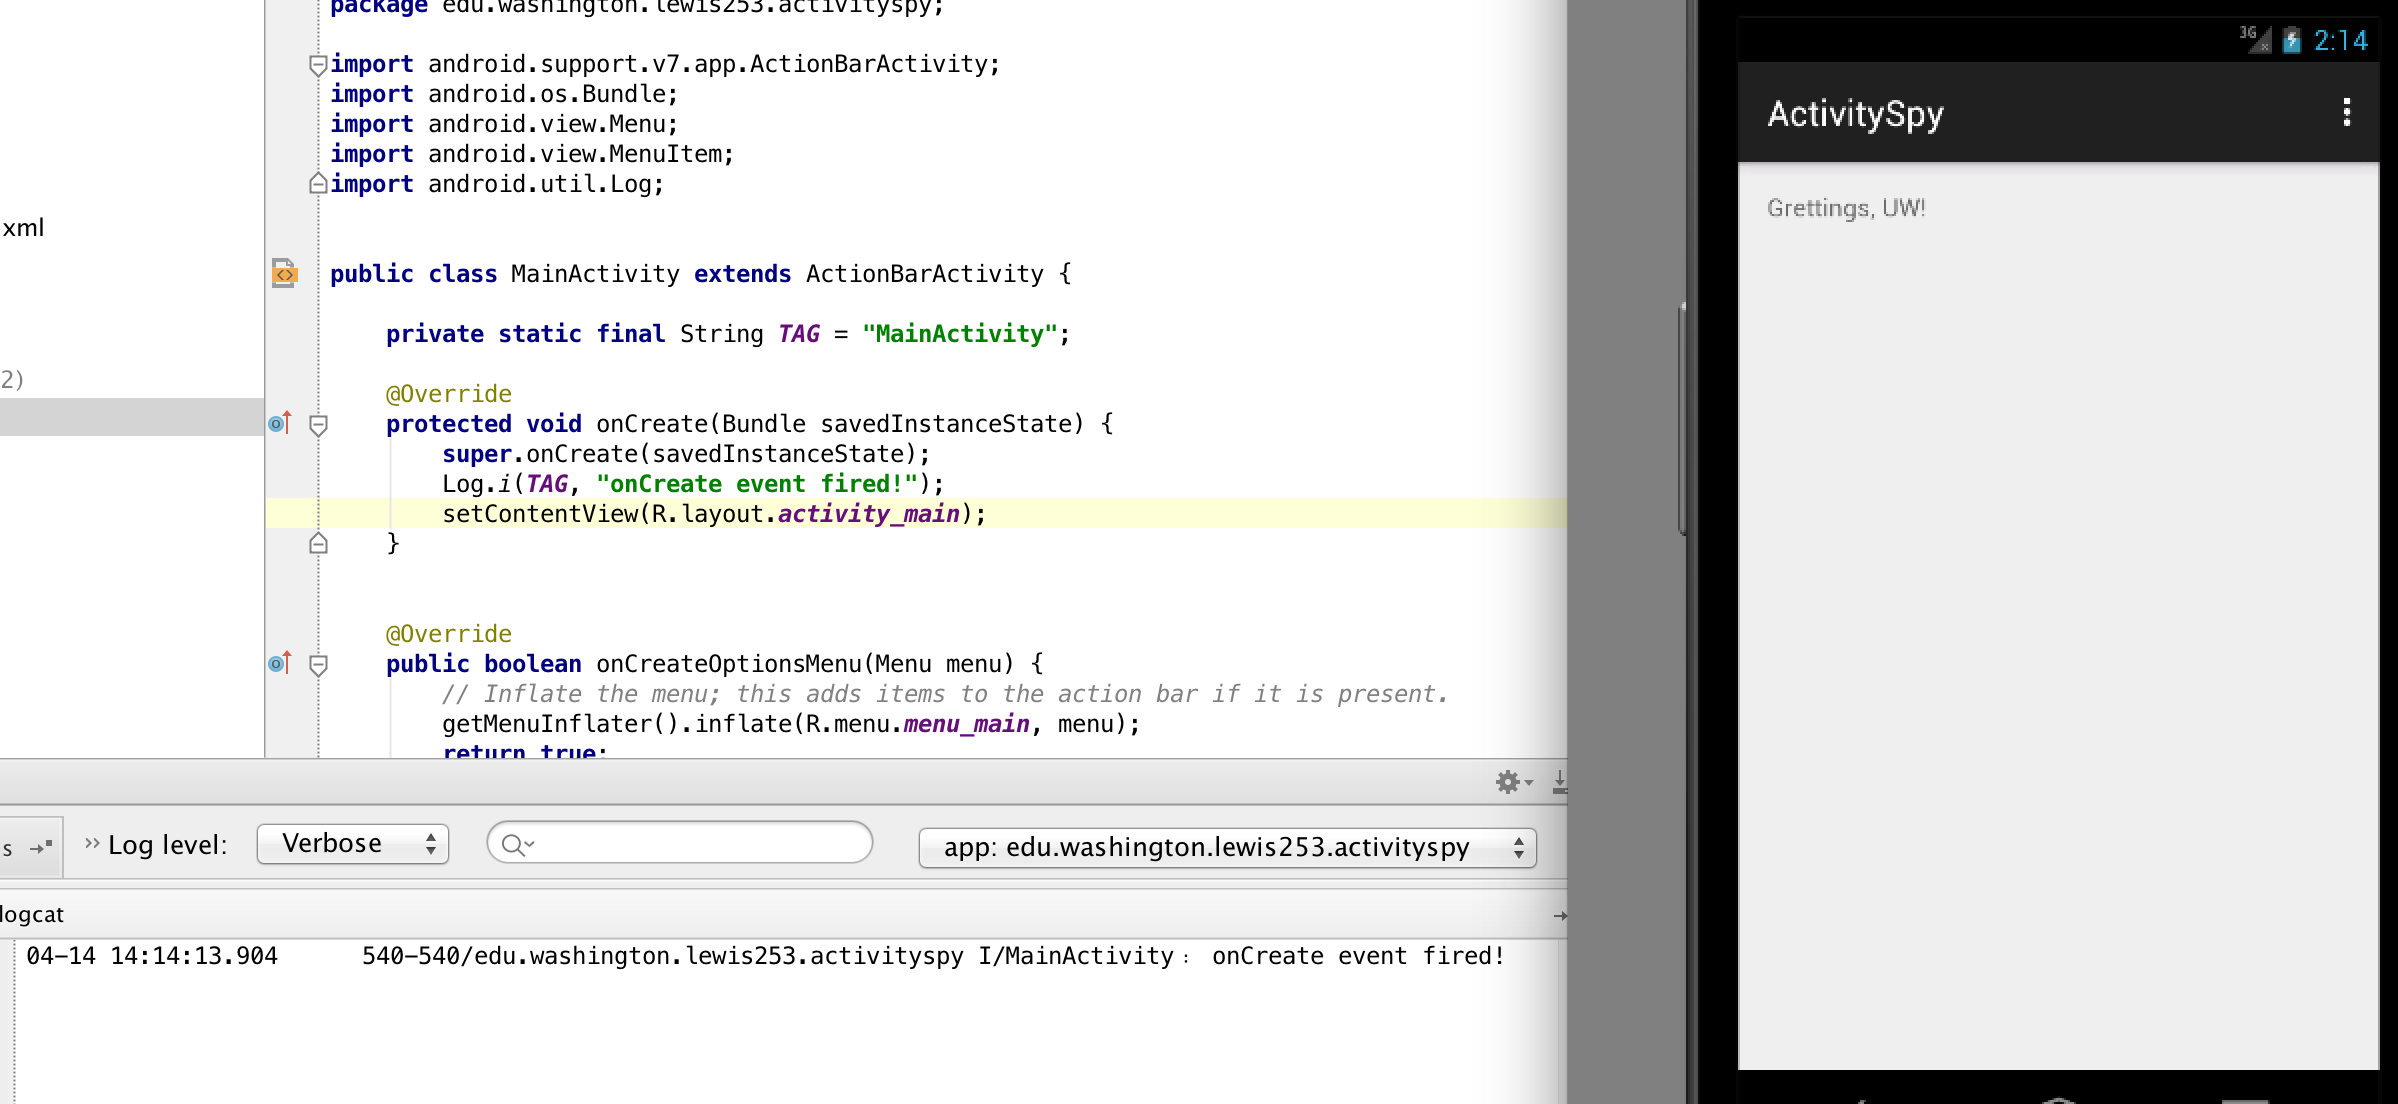 package edu.washington.lewis253.activityspy;
import android.support.v7.app.ActionBarActivity;
import android.os.Bundle;
import android.view.Menu;
import android.view.MenuItem;
import android.util.Log;
xml
public class MainActivity extends ActionBarActivity {
private static final String TAG = "MainActivity";
2)
@Override
protected void onCreate(Bundle savedInstanceState) {
super.onCreate(savedInstanceState);
Log.i(TAG, "onCreate event fired!");
setContentView(R.layout.activity_main);
}
@Override
public boolean onCreateOptionsMenu(Menu menu) {
// Inflate the menu; this adds items to the action bar if it is present.
getMenuInflater().inflate(R.menu.menu_main, menu);
return true;
s
Log level: Verbose app: edu.washington.lewis253.activityspy
logcat
04-14 14:14:13.904 540-540/edu.washington.lewis253.activityspy I/MainActivity: onCreate event fired!
3G 2:14
ActivitySpy
Grettings, UW!